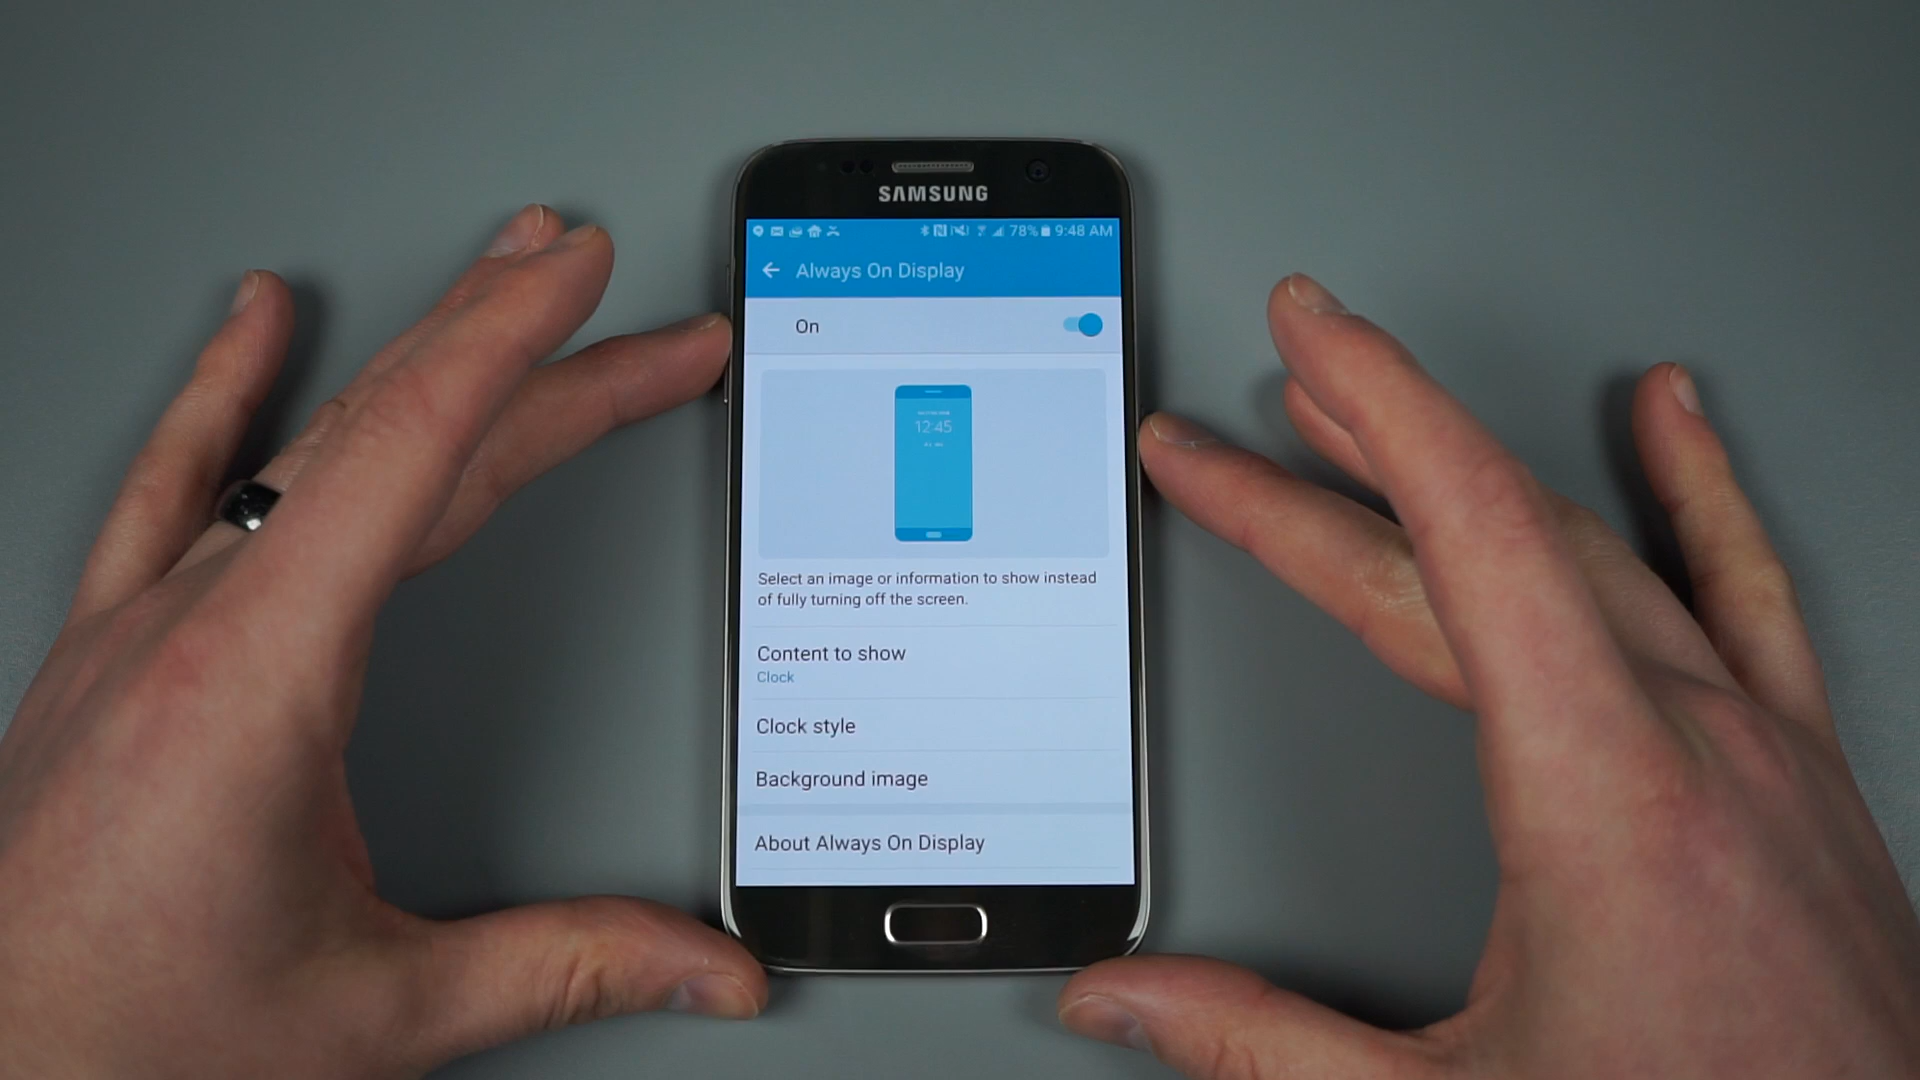 SAMSUNG
78% 9:48 AM
Always On Display
On
12:45
Select an image or information to show instead
of fully turning off the screen.
Content to show
Clock
Clock style
Background image
About Always On Display